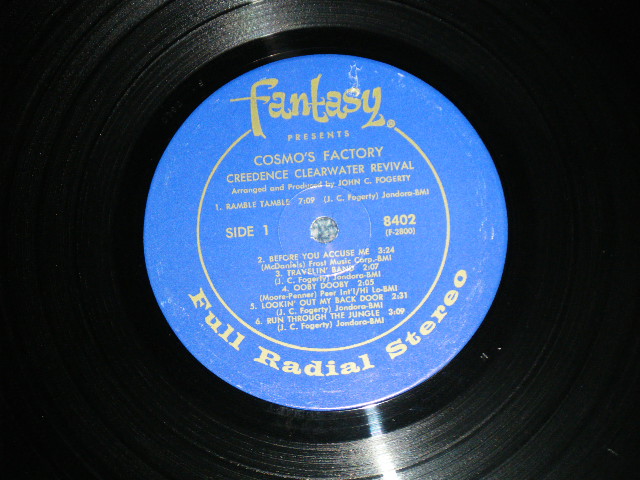 fantasy®
PRESENTS
COSMO'S FACTORY
CREEDENCE CLEARWATER REVIVAL
Arranged and Produced by JOHN C. FOGERTY
1. RAMBLE TAMBLE 7:09 (J. C. Fogerty) Jondora-BMI
SIDE 1 8402
(F-2800)
2. BEFORE YOU ACCUSE ME 3:24
(McDaniels) Frost Music Corp.-BMI
3. TRAVELIN' BAND 2:07
(J. C. Fogerty) Jondora-BMI
4. OOBY DOOBY 2:05
(Moore-Penner) Peer Int'l/Hi Lo-BMI
5. LOOKIN' OUT MY BACK DOOR 2:31
(J. C. Fogerty) Jondora-BMI
6. RUN THROUGH THE JUNGLE 3:09
(J. C. Fogerty) Jondora-BMI
Full Radial Stereo